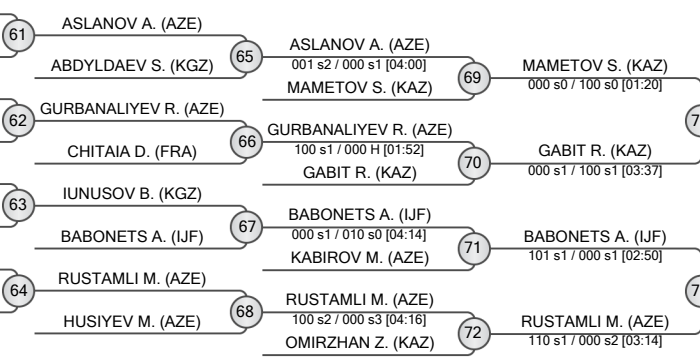 61
ASLANOV A. (AZE)
ABDYLDAEV S. (KGZ)
62
GURBANALIYEV R. (AZE)
CHITAIA D. (FRA)
63
IUNUSOV B. (KGZ)
BABONETS A. (IJF)
64
RUSTAMLI M. (AZE)
HUSIYEV M. (AZE)
65
ASLANOV A. (AZE)
001 s2 / 000 s1 [04:00]
MAMETOV S. (KAZ)
66
GURBANALIYEV R. (AZE)
100 s1 / 000 H [01:52]
GABIT R. (KAZ)
67
BABONETS A. (IJF)
000 s1 / 010 s0 [04:14]
KABIROV M. (AZE)
68
RUSTAMLI M. (AZE)
100 s2 / 000 s3 [04:16]
OMIRZHAN Z. (KAZ)
69
MAMETOV S. (KAZ)
000 s0 / 100 s0 [01:20]
70
GABIT R. (KAZ)
000 s1 / 100 s1 [03:37]
71
BABONETS A. (IJF)
101 s1 / 000 s1 [02:50]
72
RUSTAMLI M. (AZE)
110 s1 / 000 s2 [03:14]